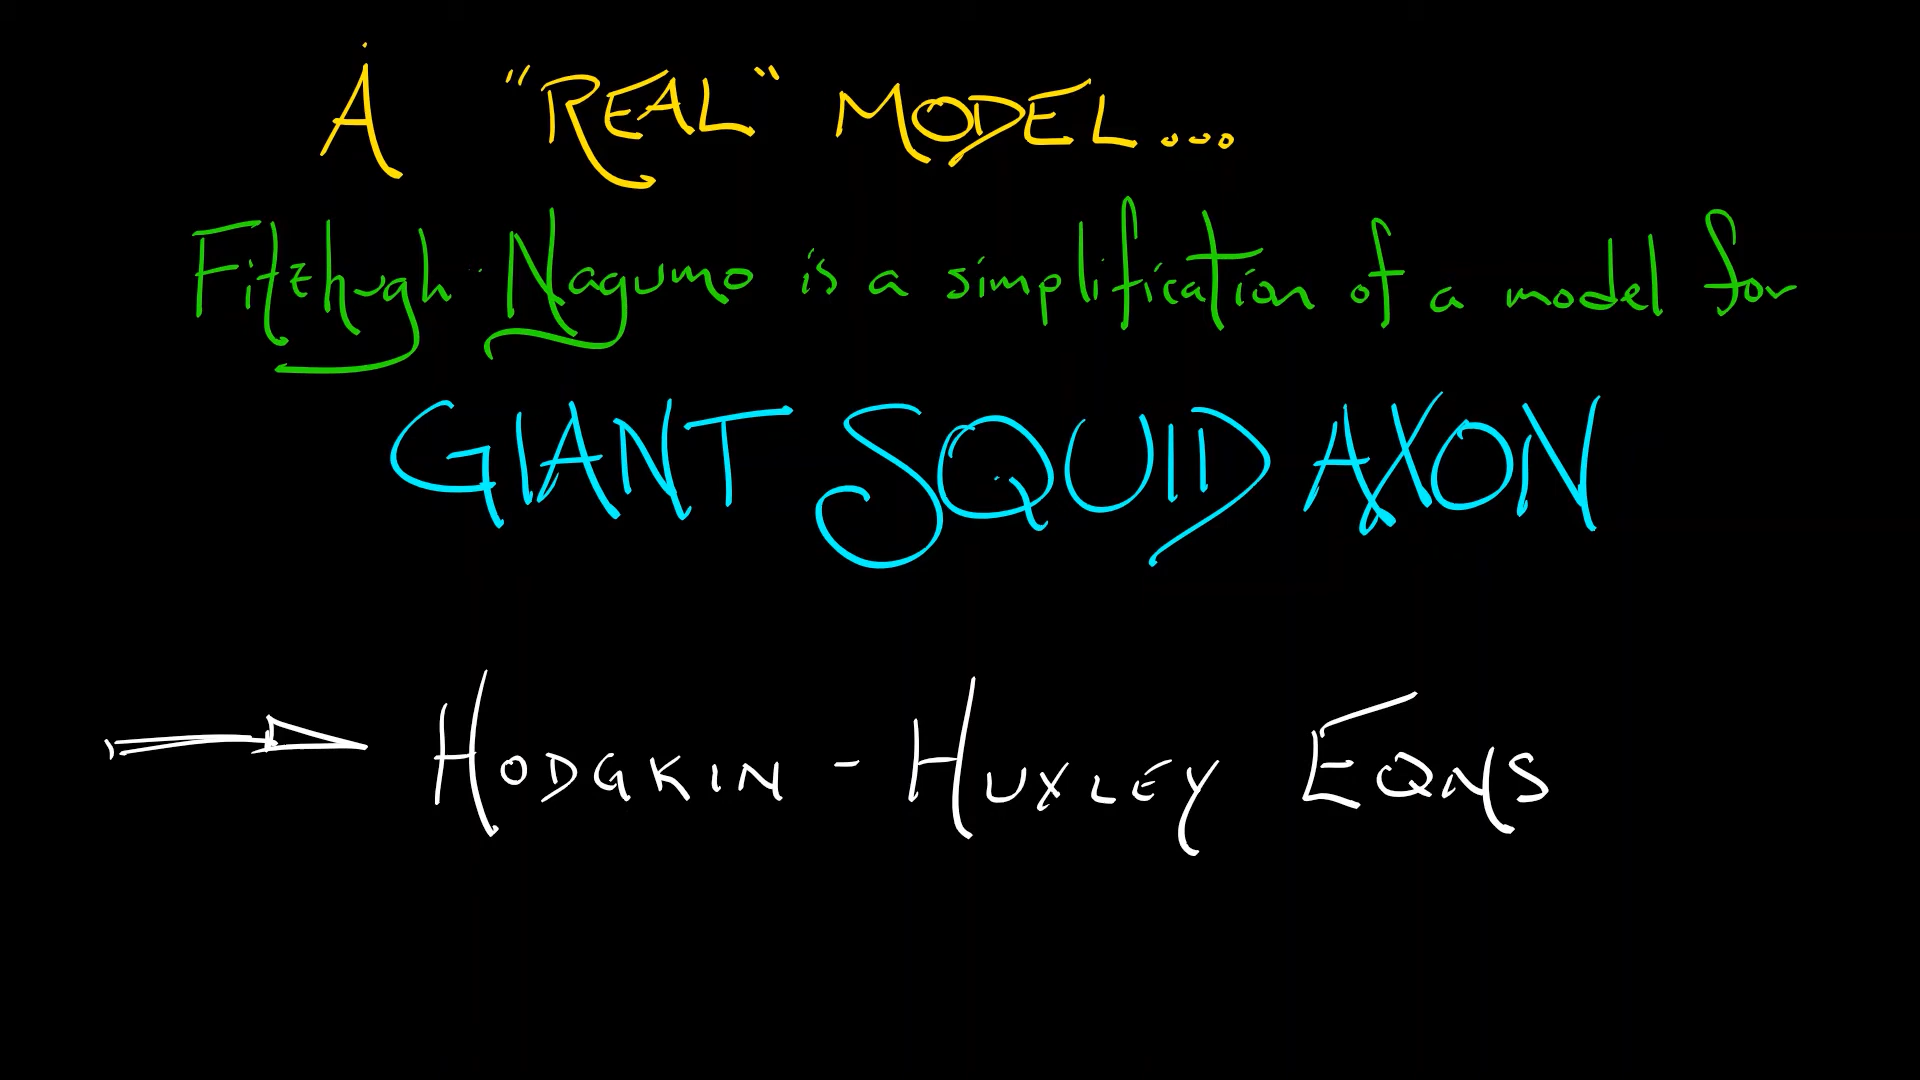 A "REAL" MODEL...
Fitzhugh-Nagumo is a simplification of a model for
GIANT SQUID AXON
HODGKIN - HUXLEY EQNS